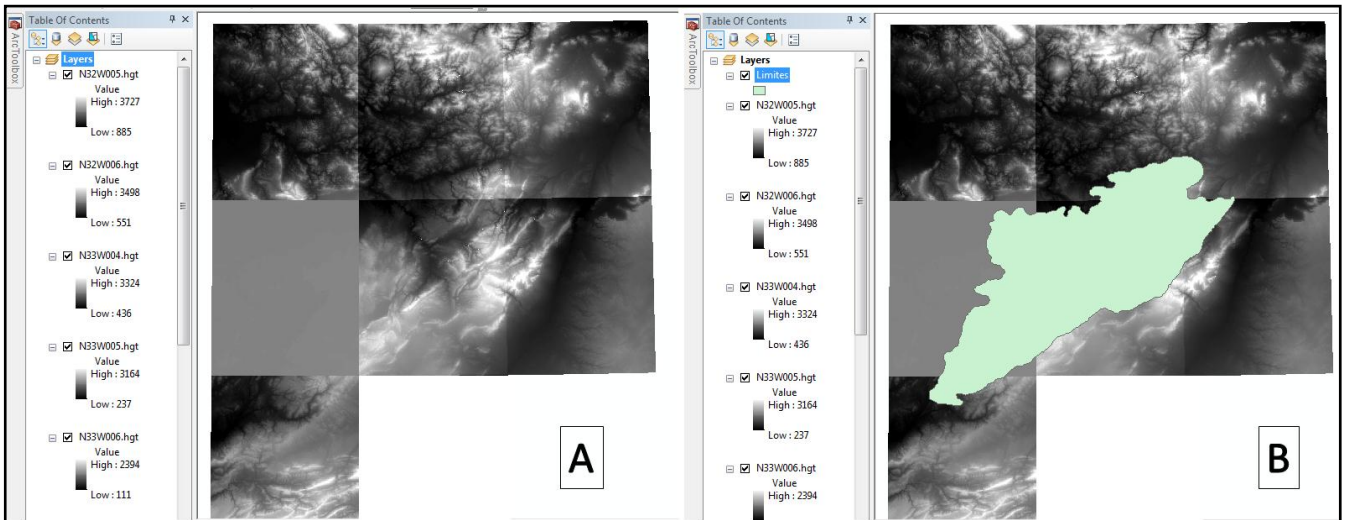 Table Of Contents
ArcToolbox
Layers
N32W005.hgt
Value
High : 3727
Low : 885
N32W006.hgt
Value
High : 3498
Low : 551
N33W004.hgt
Value
High : 3324
Low : 436
N33W005.hgt
Value
High : 3164
Low : 237
N33W006.hgt
Value
High : 2394
Low : 111
A
Table Of Contents
ArcToolbox
Layers
Limites
N32W005.hgt
Value
High : 3727
Low : 885
N32W006.hgt
Value
High : 3498
Low : 551
N33W004.hgt
Value
High : 3324
Low : 436
N33W005.hgt
Value
High : 3164
Low : 237
N33W006.hgt
Value
High : 2394
B